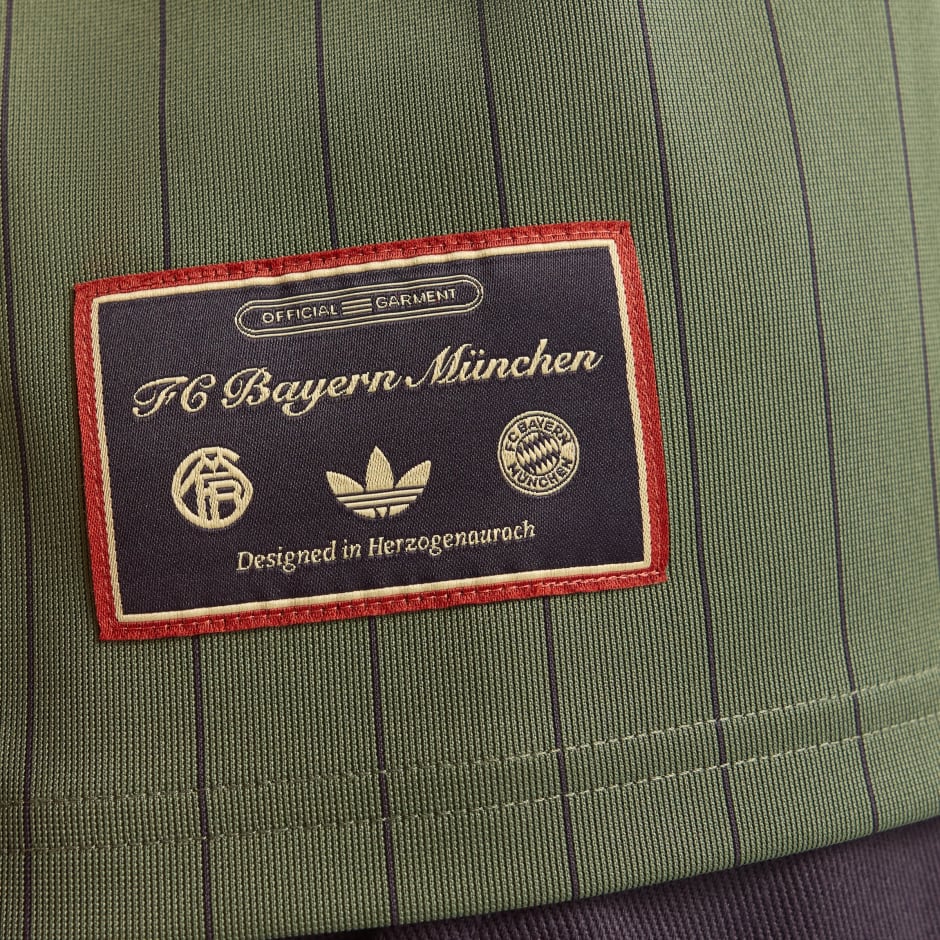 OFFICIAL GARMENT
FC Bayern München
FC BAYERN
MÜNCHEN
Designed in Herzogenaurach